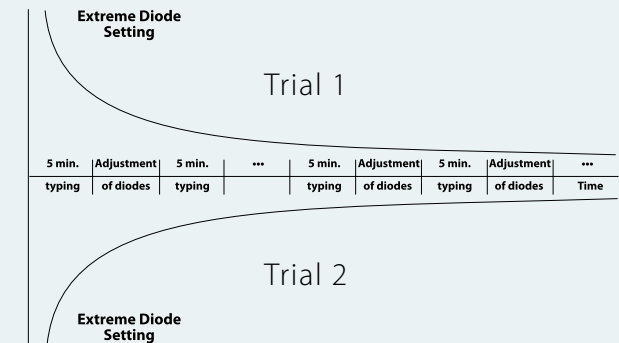 Extreme Diode
Setting
Trial 1
5 min. Adjustment 5 min. ••• 5 min. Adjustment 5 min. Adjustment •••
typing of diodes typing typing of diodes typing of diodes Time
Trial 2
Extreme Diode
Setting